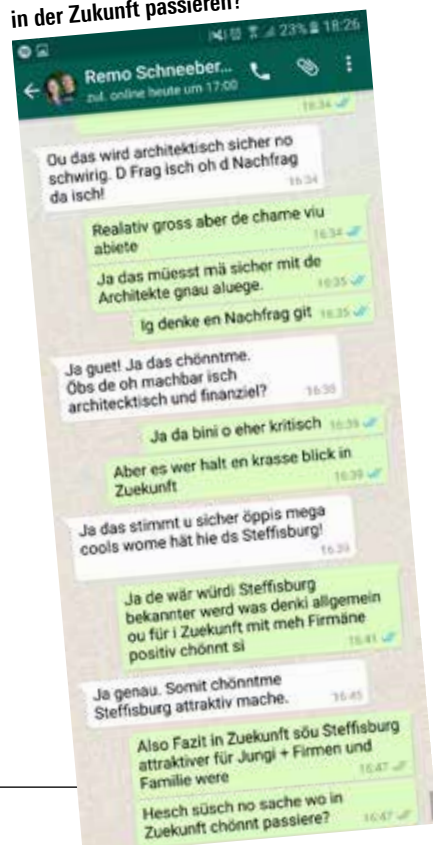 in der Zukunft passieren?
23% 18:26
Remo Schneeber...
zul. online heute um 17:00
16:34
Ou das wird architektisch sicher no
schwirig. D Frag isch oh d Nachfrag
da isch!
16:34
Realativ gross aber de chame viu
abiete
16:34
Ja das müesst mä sicher mit de
Architekte gnau aluege.
16:35
Ig denke en Nachfrag git 16:35
Ja guet! Ja das chönntme.
Öbs de oh machbar isch
architecktisch und finanziel?
16:38
Ja da bini o eher kritisch 16:39
Aber es wer halt en krasse blick in
Zuekunft
16:39
Ja das stimmt u sicher öppis mega
cools wome hät hie ds Steffisburg!
16:39
Ja de wär würdi Steffisburg
bekannter werd was denki allgemein
ou für i Zuekunft mit meh Firmäne
positiv chönnt si
16:41
Ja genau. Somit chönntme
Steffisburg attraktiv mache.
16:45
Also Fazit in Zuekunft söu Steffisburg
attraktiver für Jungi + Firmen und
Familie were
16:47
Hesch süsch no sache wo in
Zuekunft chönnt passiere?
16:47